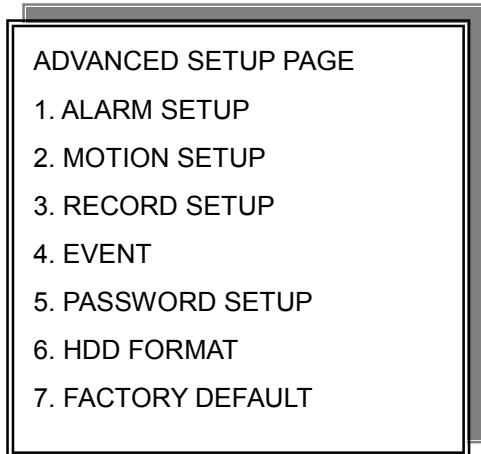 ADVANCED SETUP PAGE
1. ALARM SETUP
2. MOTION SETUP
3. RECORD SETUP
4. EVENT
5. PASSWORD SETUP
6. HDD FORMAT
7. FACTORY DEFAULT